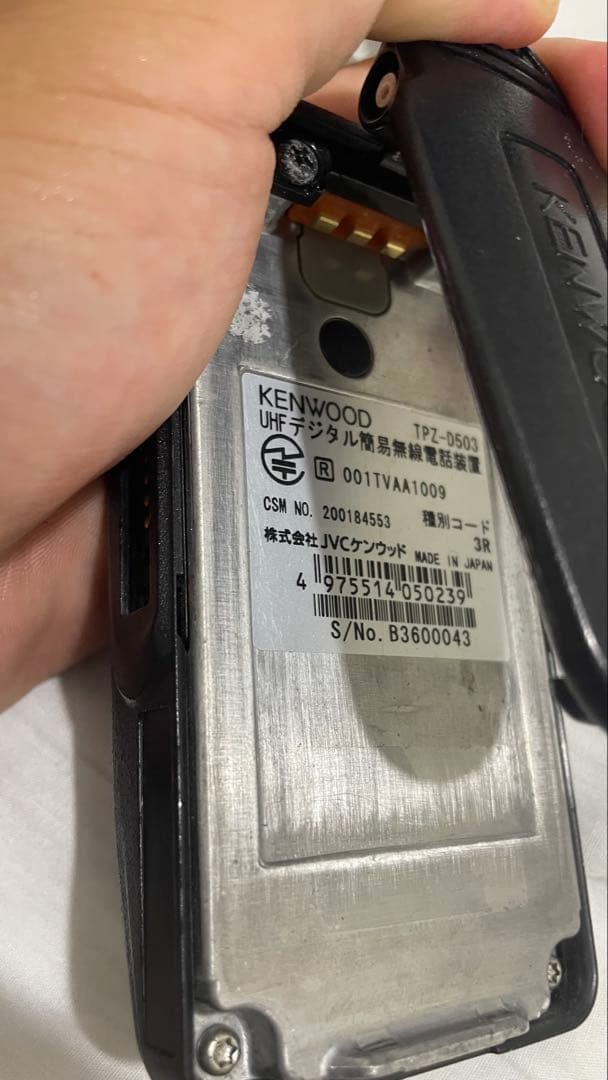 KENWOOD
KENWOOD TPZ-D503
UHFデジタル簡易無線電話装置
R 001TVAA1009
CSM NO. 200184553 種別コード
3R
株式会社JVCケンウッド MADE IN JAPAN
4 975514 050239
S/No. B3600043